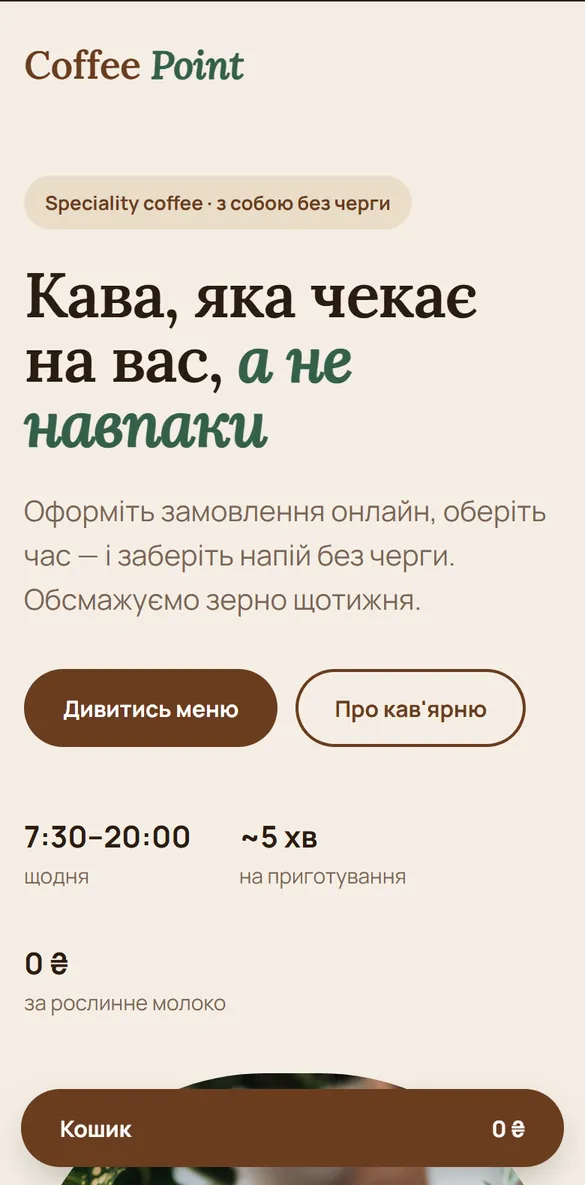 Coffee Point
Speciality coffee · з собою без черги
Кава, яка чекає
на вас, а не
навпаки
Оформіть замовлення онлайн, оберіть
час — і заберіть напій без черги.
Обсмажуємо зерно щотижня.
Дивитись меню
Про кав'ярню
7:30–20:00
щодня
~5 хв
на приготування
0 ₴
за рослинне молоко
Кошик
0 ₴